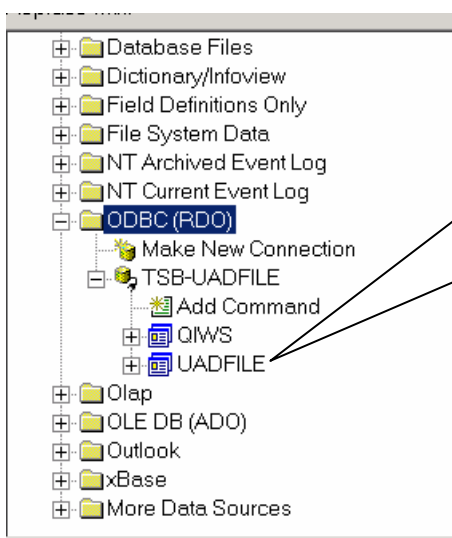 Database Files
Dictionary/Infoview
Field Definitions Only
File System Data
NT Archived Event Log
NT Current Event Log
ODBC (RDO)
Make New Connection
TSB-UADFILE
Add Command
QIWS
UADFILE
Olap
OLE DB (ADO)
Outlook
xBase
More Data Sources